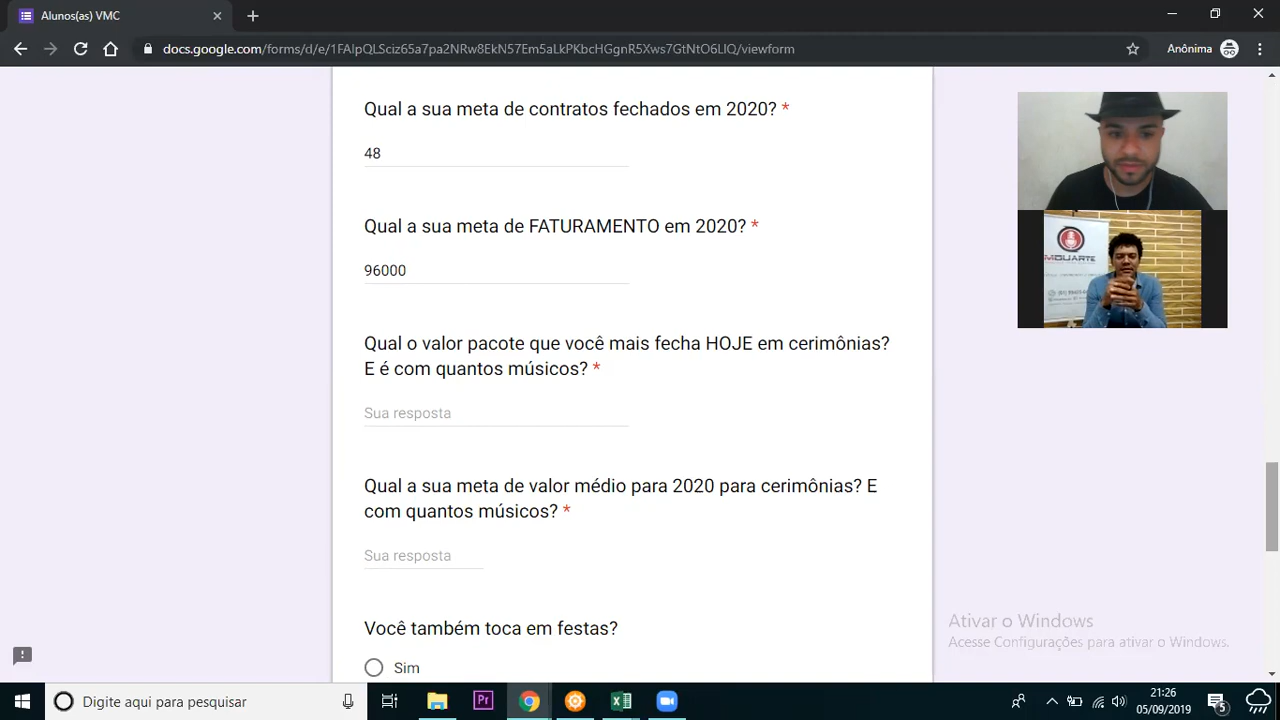 Alunos(as) VMC
docs.google.com/forms/d/e/1FAIpQLSciz65a7pa2NRw8EkN57Em5aLkPKbcHGgnR5Xws7GtNtO6LIQ/viewform
Anônima
Qual a sua meta de contratos fechados em 2020? *
48
Qual a sua meta de FATURAMENTO em 2020? *
96000
MDUARTE
Qual o valor pacote que você mais fecha HOJE em cerimônias?
E é com quantos músicos? *
Sua resposta
Qual a sua meta de valor médio para 2020 para cerimônias? E
com quantos músicos? *
Sua resposta
Você também toca em festas?
Sim
Ativar o Windows
Acesse Configurações para ativar o Windows.
Digite aqui para pesquisar
Pr
21:26
05/09/2019
5